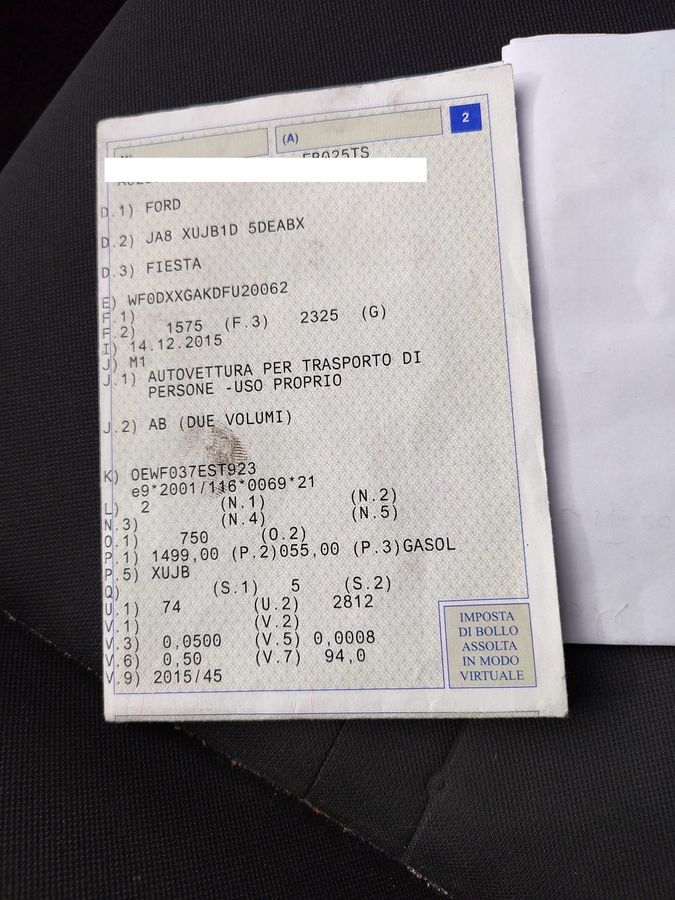 (A)
2
D.1) FORD
D.2) JA8 XUJB1D 5DEABX
D.3) FIESTA
E) WF0DXXGAKDFU20062
F.1)
F.2) 1575 (F.3) 2325 (G)
I) 14.12.2015
J) M1
J.1) AUTOVETTURA PER TRASPORTO DI
PERSONE -USO PROPRIO
J.2) AB (DUE VOLUMI)
K) OEWF037EST923
e9*2001/116*0069*21
L) 2 (N.1) (N.2)
N.3) (N.4) (N.5)
O.1) 750 (O.2)
P.1) 1499,00 (P.2)055,00 (P.3)GASOL
P.5) XUJB
Q) (S.1) 5 (S.2)
U.1) 74 (U.2) 2812
V.1) (V.2)
V.3) 0,0500 (V.5) 0,0008
V.6) 0,50 (V.7) 94,0
V.9) 2015/45
IMPOSTA
DI BOLLO
ASSOLTA
IN MODO
VIRTUALE